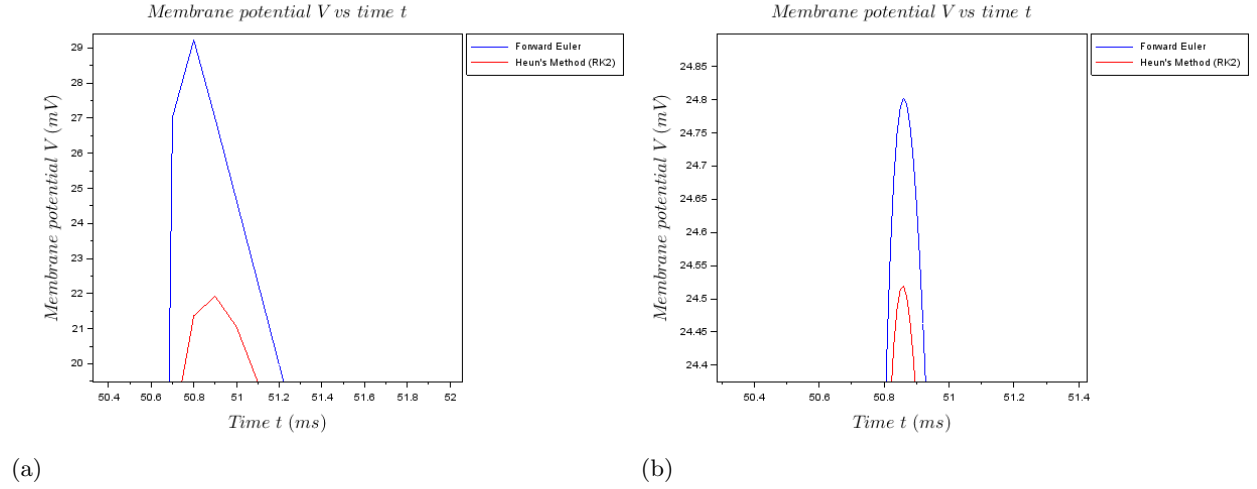 Membrane potential V vs time t
Forward Euler
Heun's Method (RK2)
Membrane potential V (mV)
29
28
27
26
25
24
23
22
21
20
50.4 50.6 50.8 51 51.2 51.4 51.6 51.8 52
Time t (ms)
(a)
Membrane potential V vs time t
Forward Euler
Heun's Method (RK2)
Membrane potential V (mV)
24.85
24.8
24.75
24.7
24.65
24.6
24.55
24.5
24.45
24.4
50.4 50.6 50.8 51 51.2 51.4
Time t (ms)
(b)